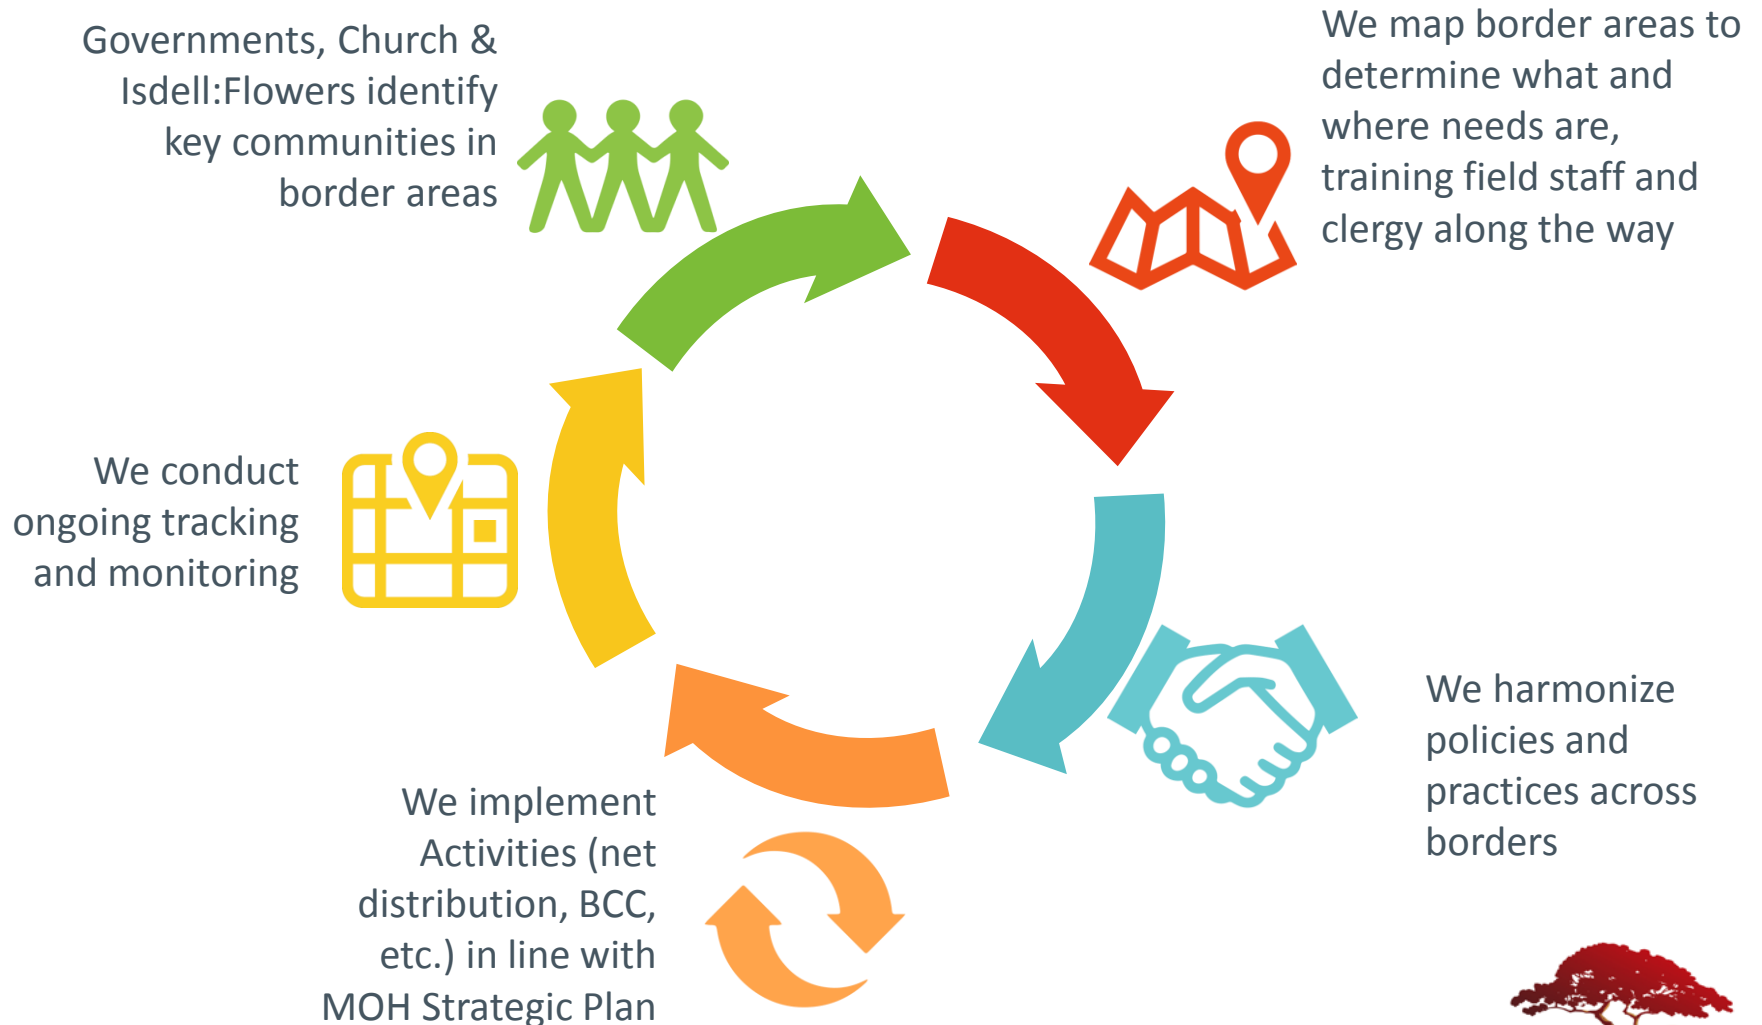 Governments, Church &
Isdell:Flowers identify
key communities in
border areas
We map border areas to
determine what and
where needs are,
training field staff and
clergy along the way
We harmonize
policies and
practices across
borders
We implement
Activities (net
distribution, BCC,
etc.) in line with
MOH Strategic Plan
We conduct
ongoing tracking
and monitoring